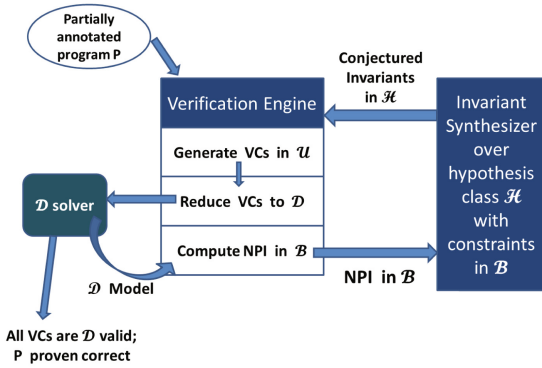 Partially
annotated
program P
Conjectured
Invariants
in ℋ
Verification Engine
Generate VCs in 𝒰
Reduce VCs to 𝒟
Compute NPI in ℬ
Invariant
Synthesizer
over
hypothesis
class ℋ
with
constraints
in ℬ
𝒟 solver
𝒟 Model
NPI in ℬ
All VCs are 𝒟 valid;
P proven correct